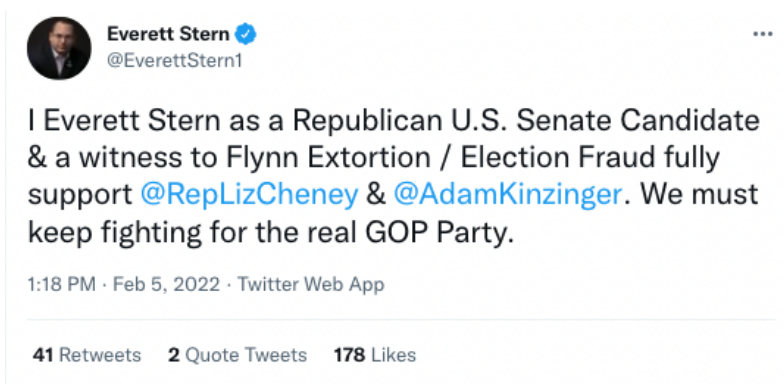 Everett Stern
@EverettStern1
I Everett Stern as a Republican U.S. Senate Candidate
& a witness to Flynn Extortion / Election Fraud fully
support @RepLizCheney & @AdamKinzinger. We must
keep fighting for the real GOP Party.
1:18 PM · Feb 5, 2022 · Twitter Web App
41 Retweets 2 Quote Tweets 178 Likes